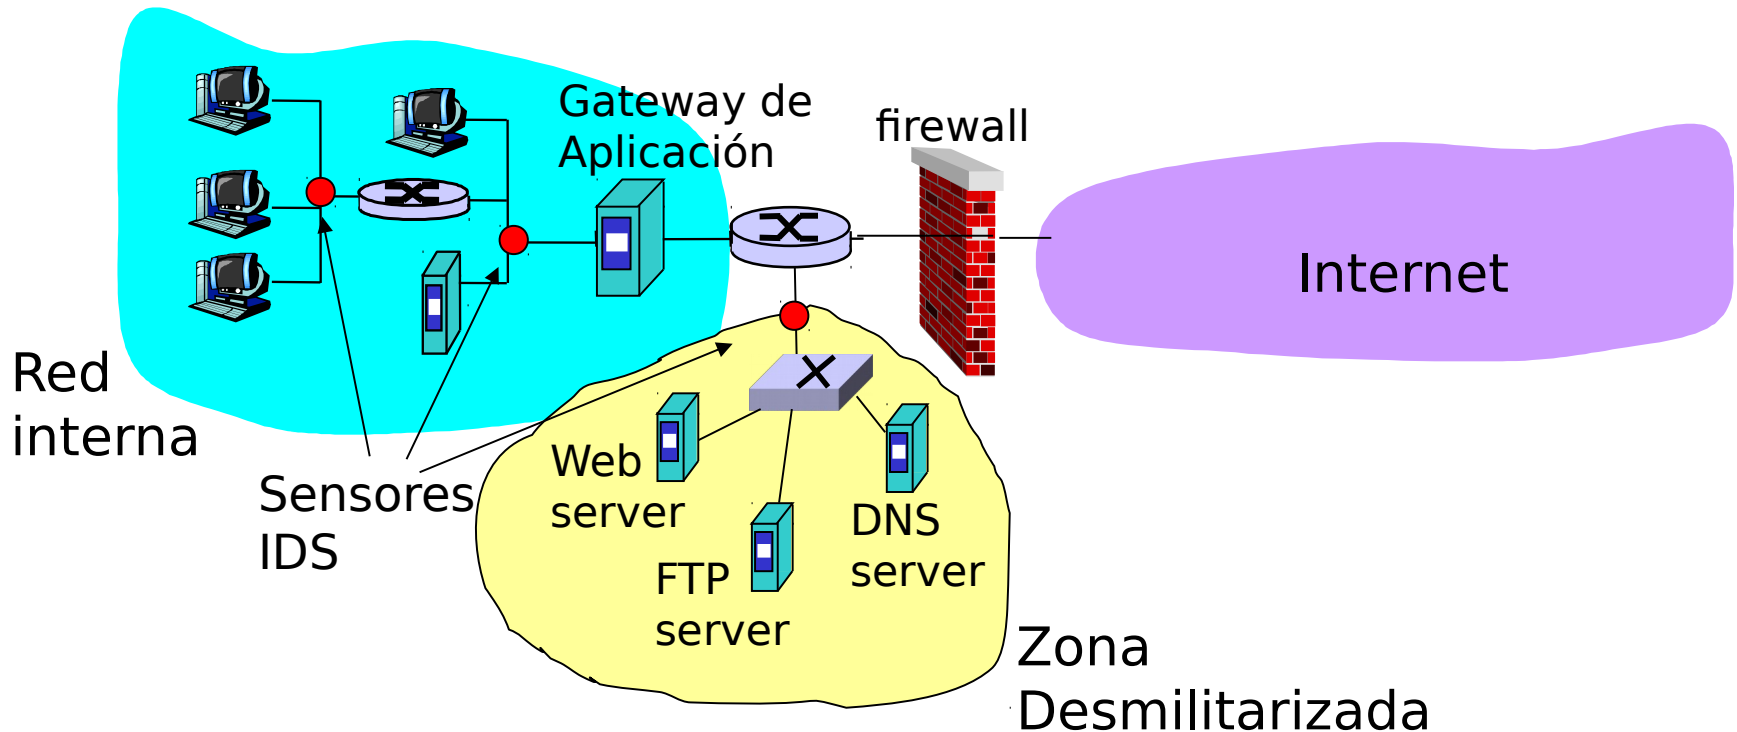 Gateway de
Aplicación
firewall
Internet
Red
interna
Sensores
IDS
Web
server
FTP
server
DNS
server
Zona
Desmilitarizada